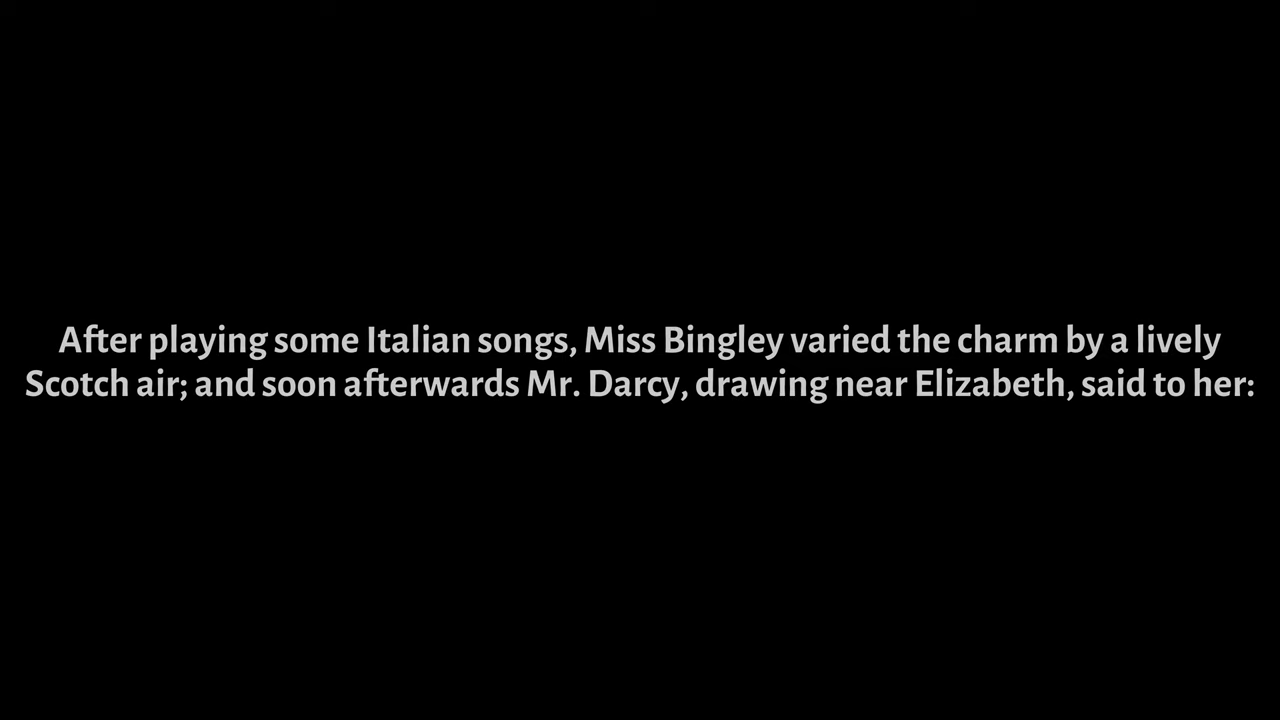 After playing some Italian songs, Miss Bingley varied the charm by a lively
Scotch air; and soon afterwards Mr. Darcy, drawing near Elizabeth, said to her: